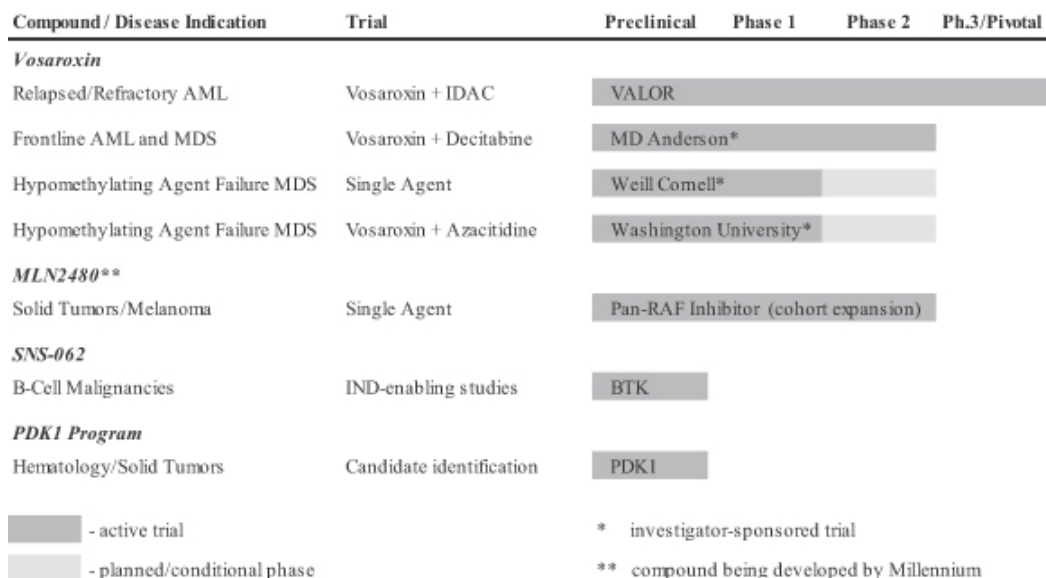 Compound / Disease Indication Trial Preclinical Phase 1 Phase 2 Ph.3/Pivotal
Vosaroxin
Relapsed/Refractory AML Vosaroxin + IDAC VALOR
Frontline AML and MDS Vosaroxin + Decitabine MD Anderson*
Hypomethylating Agent Failure MDS Single Agent Weill Cornell*
Hypomethylating Agent Failure MDS Vosaroxin + Azacitidine Washington University*
MLN2480**
Solid Tumors/Melanoma Single Agent Pan-RAF Inhibitor (cohort expansion)
SNS-062
B-Cell Malignancies IND-enabling studies BTK
PDK1 Program
Hematology/Solid Tumors Candidate identification PDK1
- active trial * investigator-sponsored trial
- planned/conditional phase ** compound being developed by Millennium